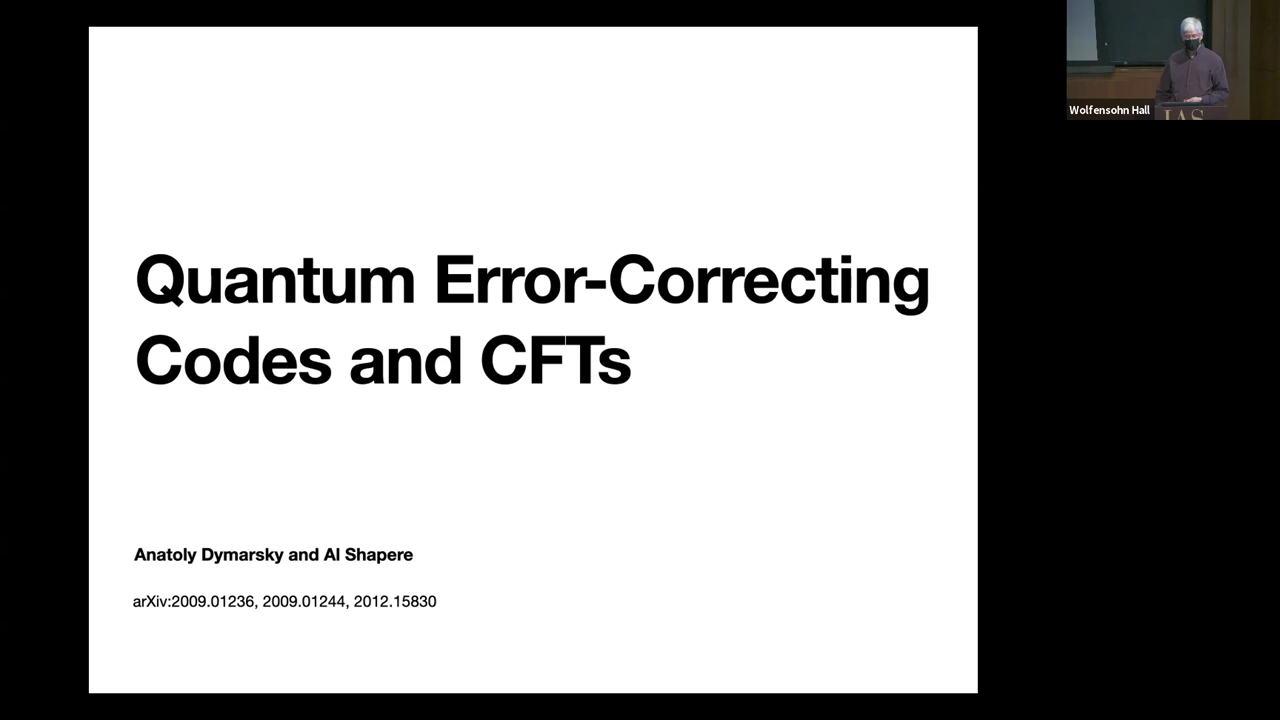 Quantum Error-Correcting
Codes and CFTs
Anatoly Dymarsky and Al Shapere
arXiv:2009.01236, 2009.01244, 2012.15830
Wolfensohn Hall
IAS